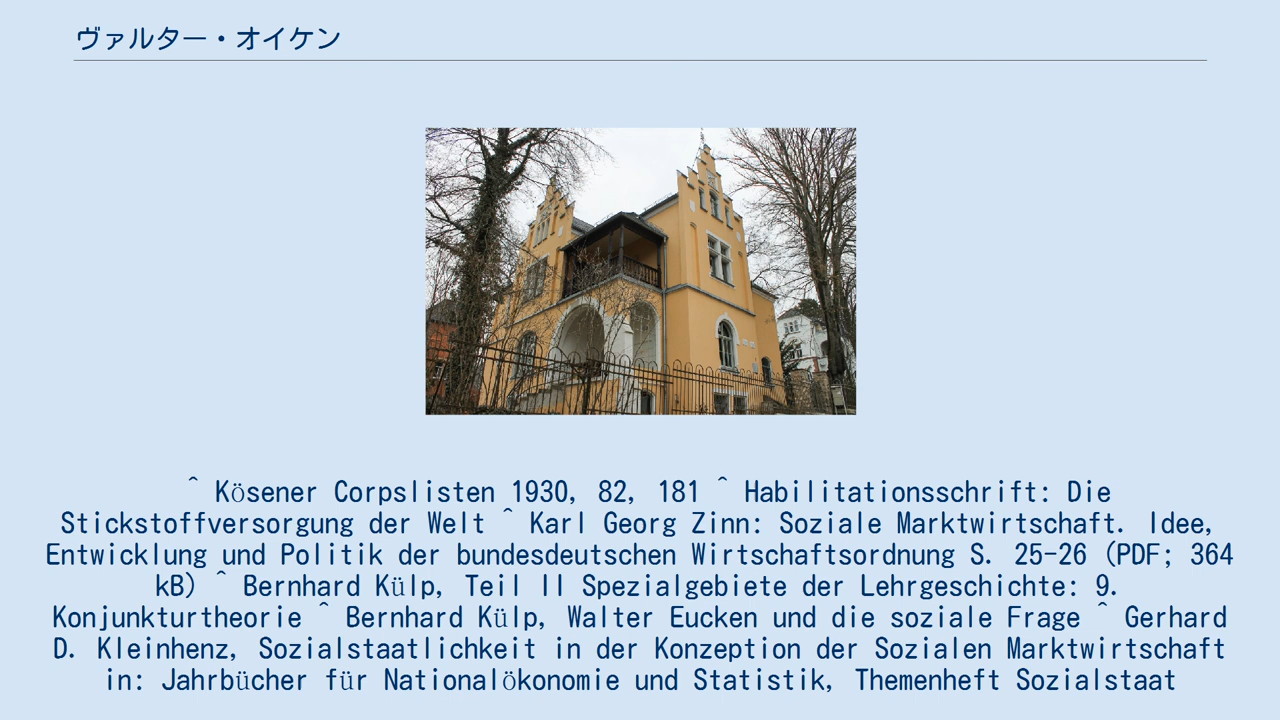 ヴァルター・オイケン
^ Kösener Corpslisten 1930, 82, 181 ^ Habilitationsschrift: Die
Stickstoffversorgung der Welt ^ Karl Georg Zinn: Soziale Marktwirtschaft. Idee,
Entwicklung und Politik der bundesdeutschen Wirtschaftsordnung S. 25-26 (PDF; 364
kB) ^ Bernhard Külp, Teil II Spezialgebiete der Lehrgeschichte: 9.
Konjunkturtheorie ^ Bernhard Külp, Walter Eucken und die soziale Frage ^ Gerhard
D. Kleinhenz, Sozialstaatlichkeit in der Konzeption der Sozialen Marktwirtschaft
in: Jahrbücher für Nationalökonomie und Statistik, Themenheft Sozialstaat